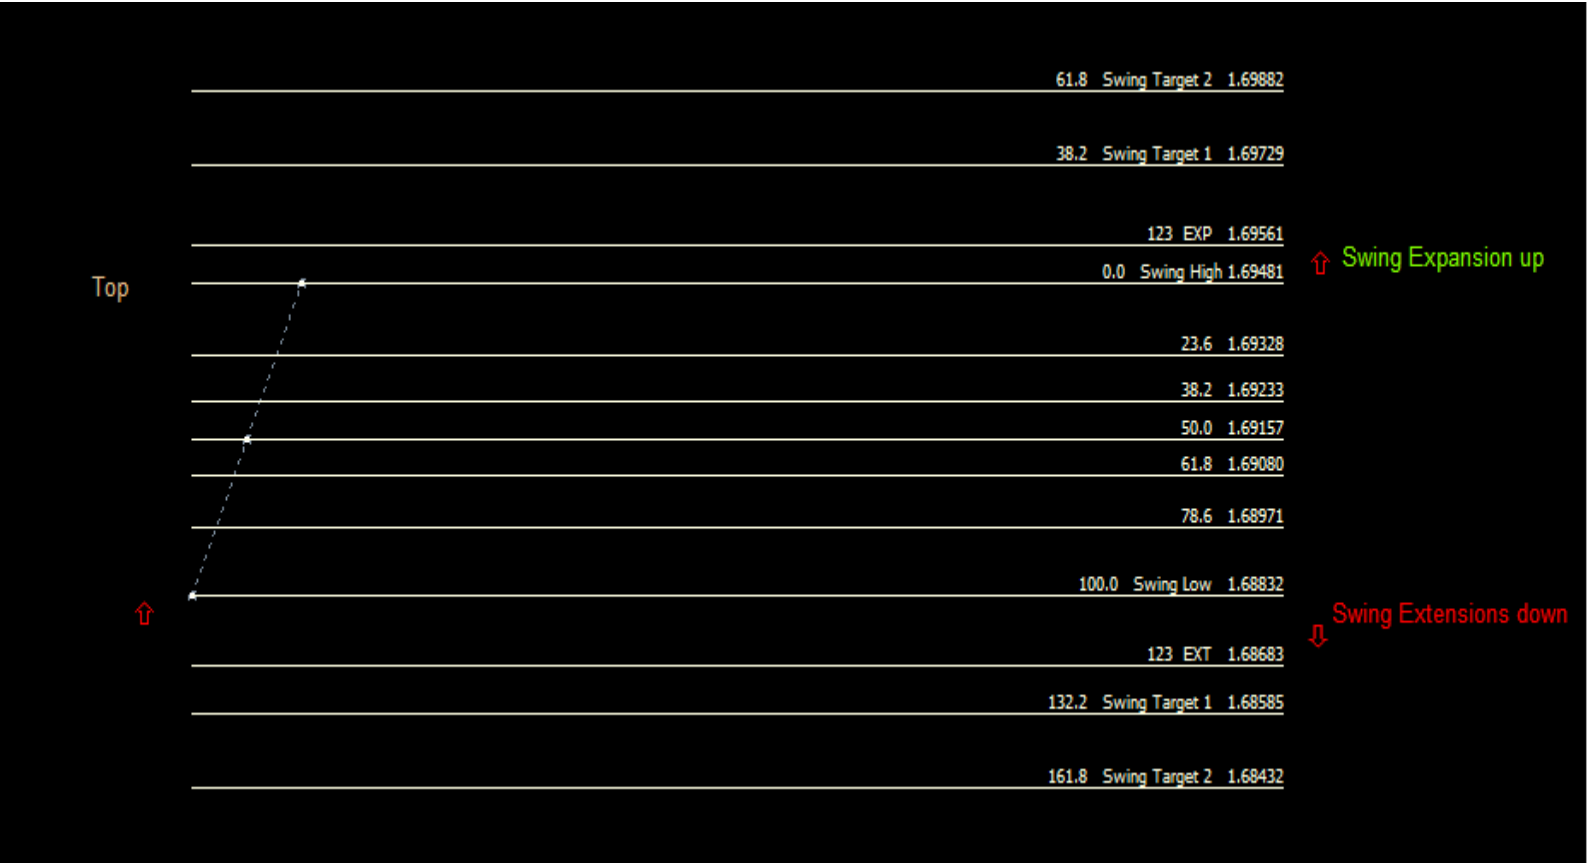 61.8 Swing Target 2 1.69882
38.2 Swing Target 1 1.69729
123 EXP 1.69561
Swing Expansion up
0.0 Swing High 1.69481
Top
23.6 1.69328
38.2 1.69233
50.0 1.69157
61.8 1.69080
78.6 1.68971
100.0 Swing Low 1.68832
Swing Extensions down
123 EXT 1.68683
132.2 Swing Target 1 1.68585
161.8 Swing Target 2 1.68432